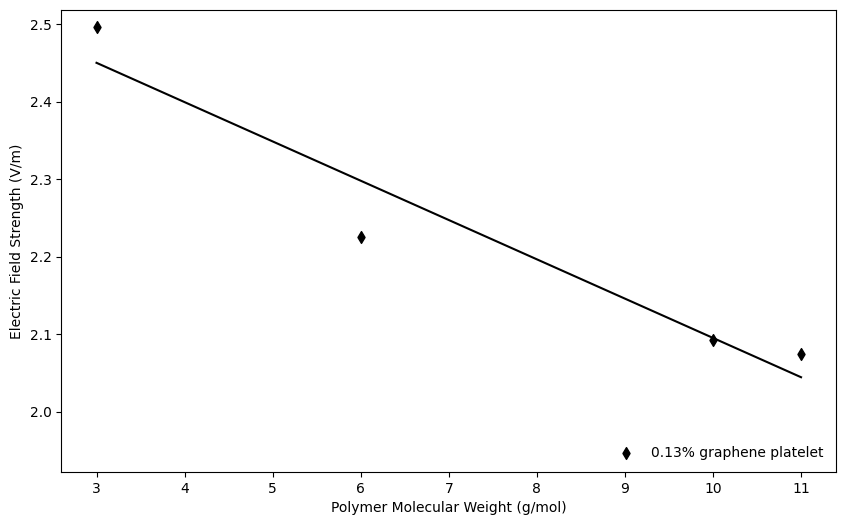 2.5
2.4
2.3
2.2
2.1
2.0
Electric Field Strength (V/m)
0.13% graphene platelet
3 4 5 6 7 8 9 10 11
Polymer Molecular Weight (g/mol)